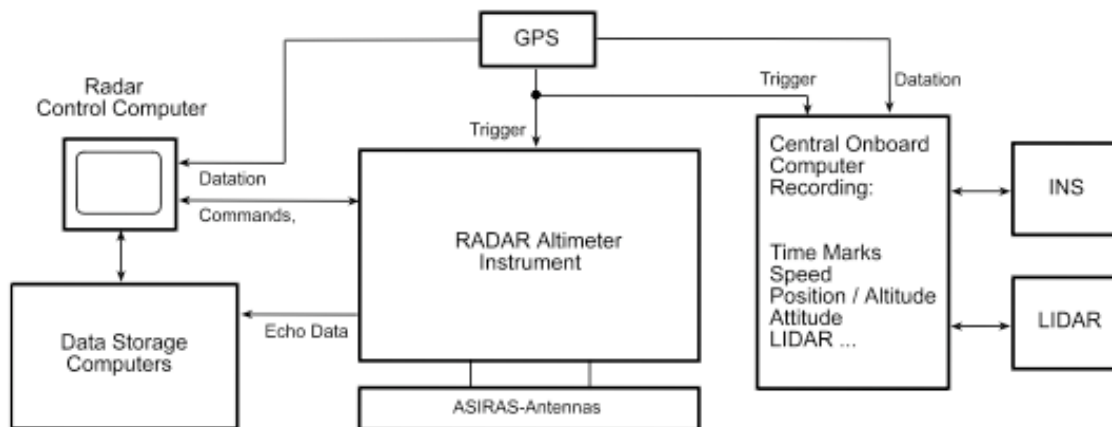 GPS
Radar
Control Computer
Trigger
Datation
Trigger
Datation
Commands,
Central Onboard
Computer
Recording:
Time Marks
Speed
Position / Altitude
Attitude
LIDAR ...
INS
RADAR Altimeter
Instrument
LIDAR
Echo Data
Data Storage
Computers
ASIRAS-Antennas